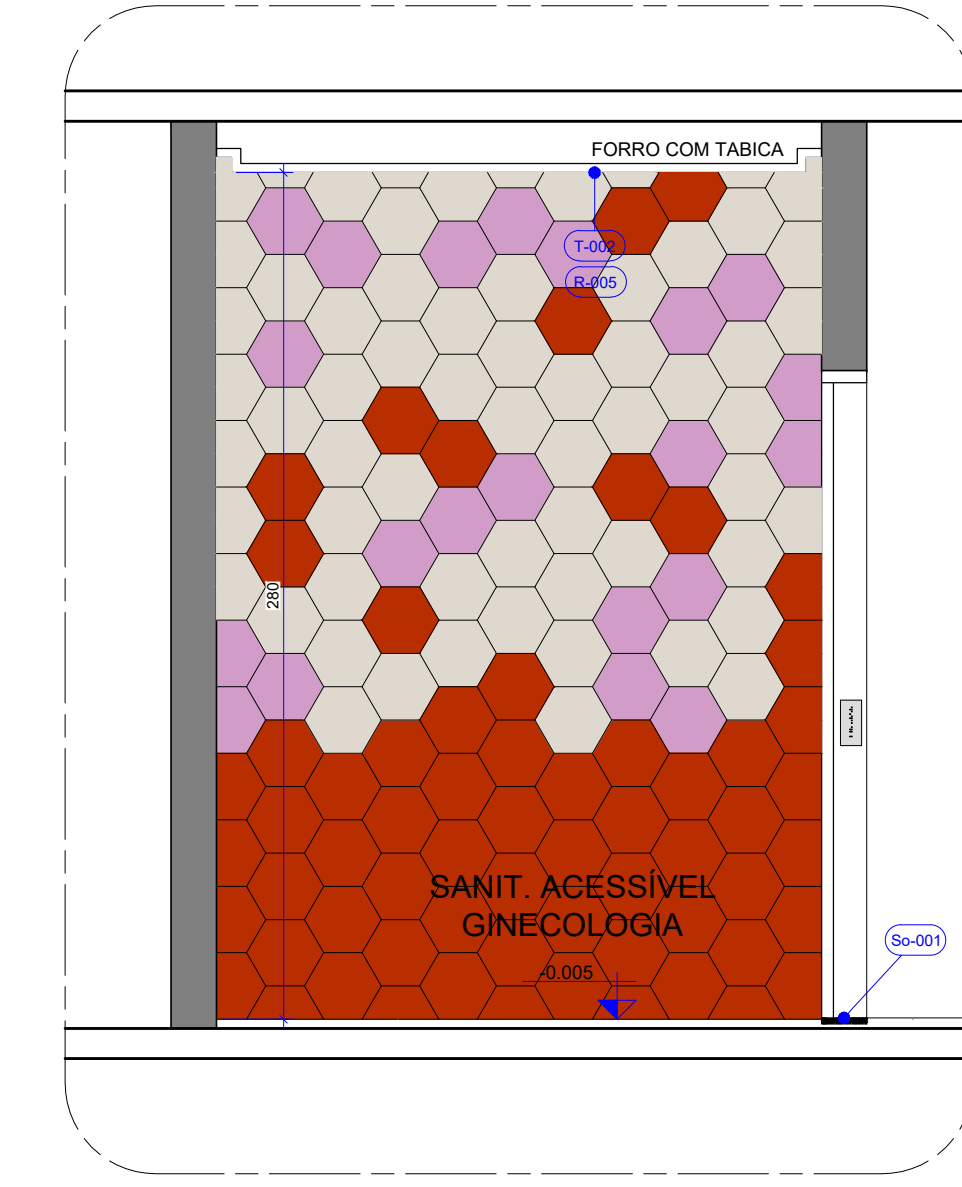 FORRO COM TABICA
T-002
R-005
280
SANIT. ACESSÍVEL
GINECOLOGIA
-0.005
So-001